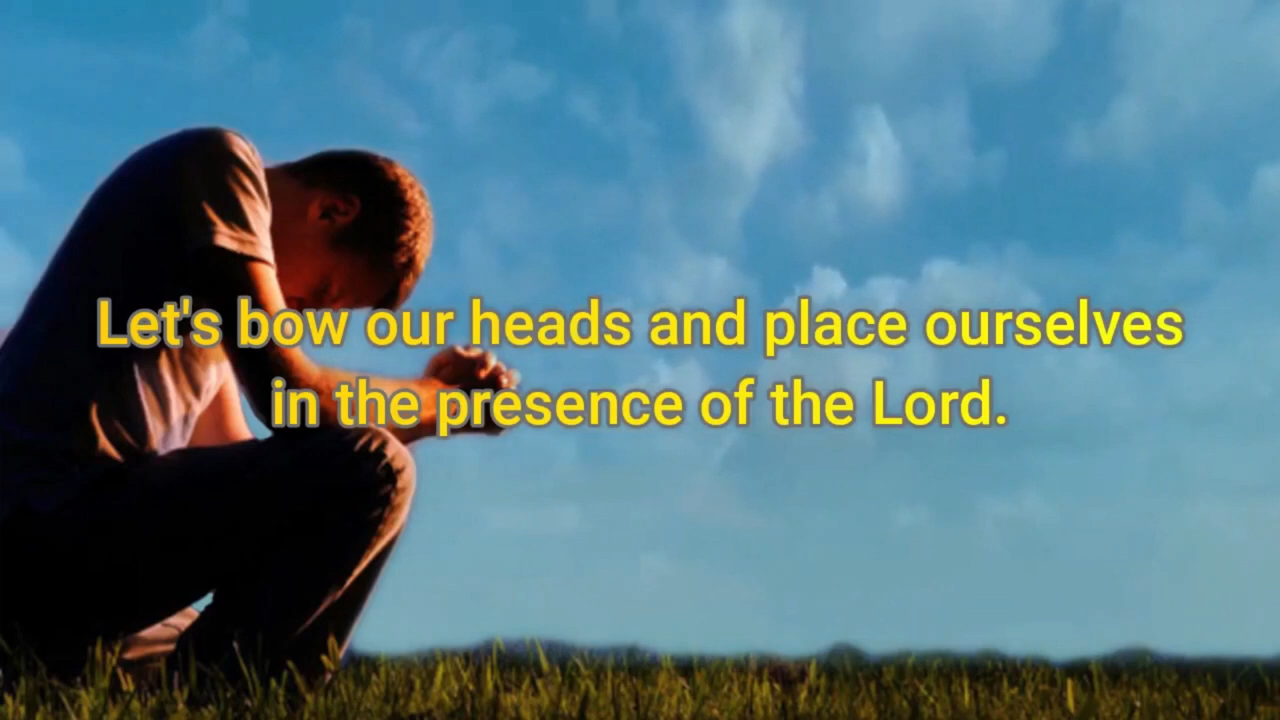 Let's bow our heads and place ourselves
in the presence of the Lord.